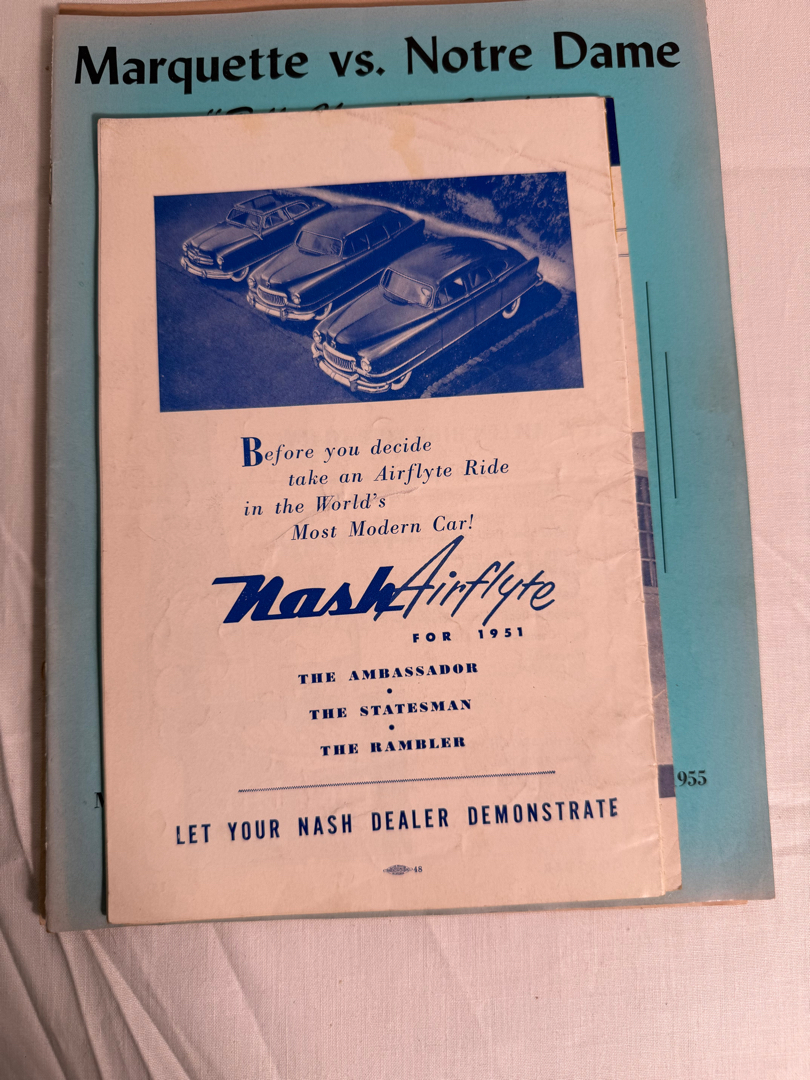 Marquette vs. Notre Dame
Before you decide
take an Airflyte Ride
in the World's
Most Modern Car!
Nash Airflyte
FOR 1951
THE AMBASSADOR
•
THE STATESMAN
•
THE RAMBLER
955
LET YOUR NASH DEALER DEMONSTRATE
48